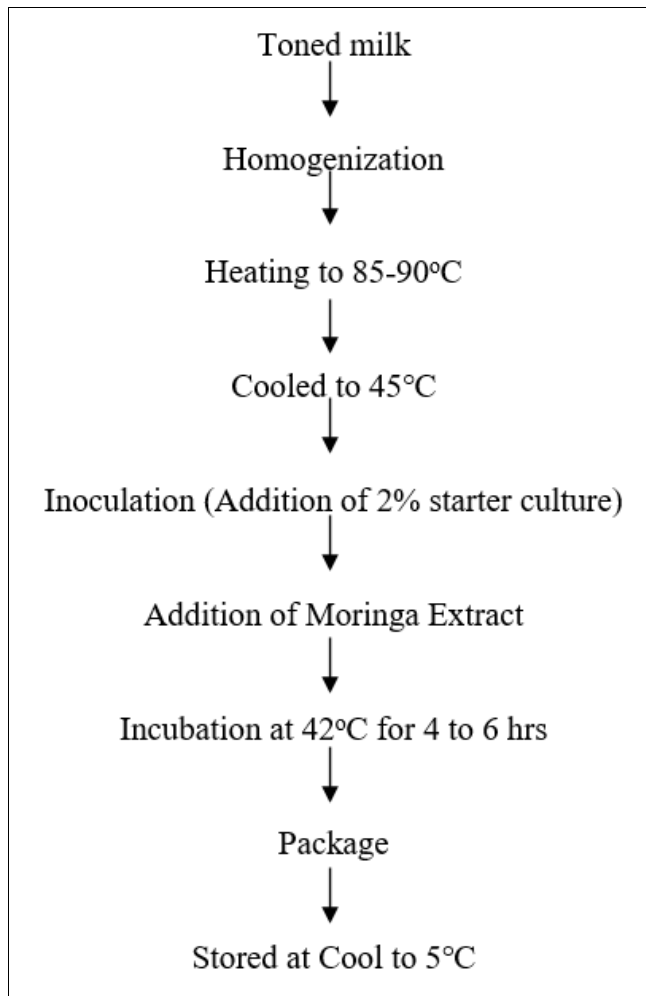 Toned milk
Homogenization
Heating to 85-90ºC
Cooled to 45℃
Inoculation (Addition of 2% starter culture)
Addition of Moringa Extract
Incubation at 42ºC for 4 to 6 hrs
Package
Stored at Cool to 5℃